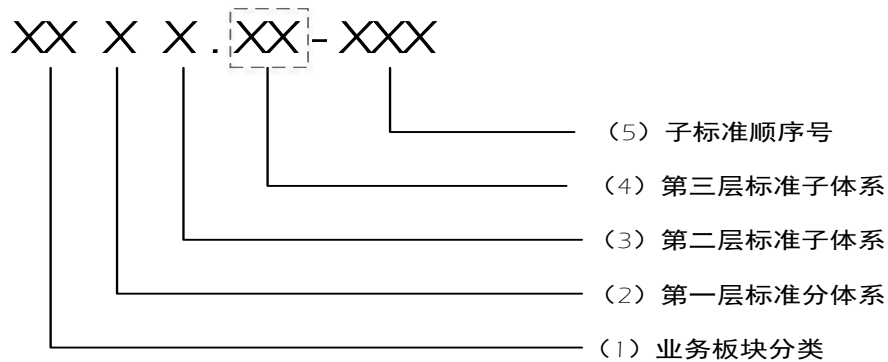 XX X X . XX - XXX
（5）子标准顺序号
（4）第三层标准子体系
（3）第二层标准子体系
（2）第一层标准分体系
（1）业务板块分类